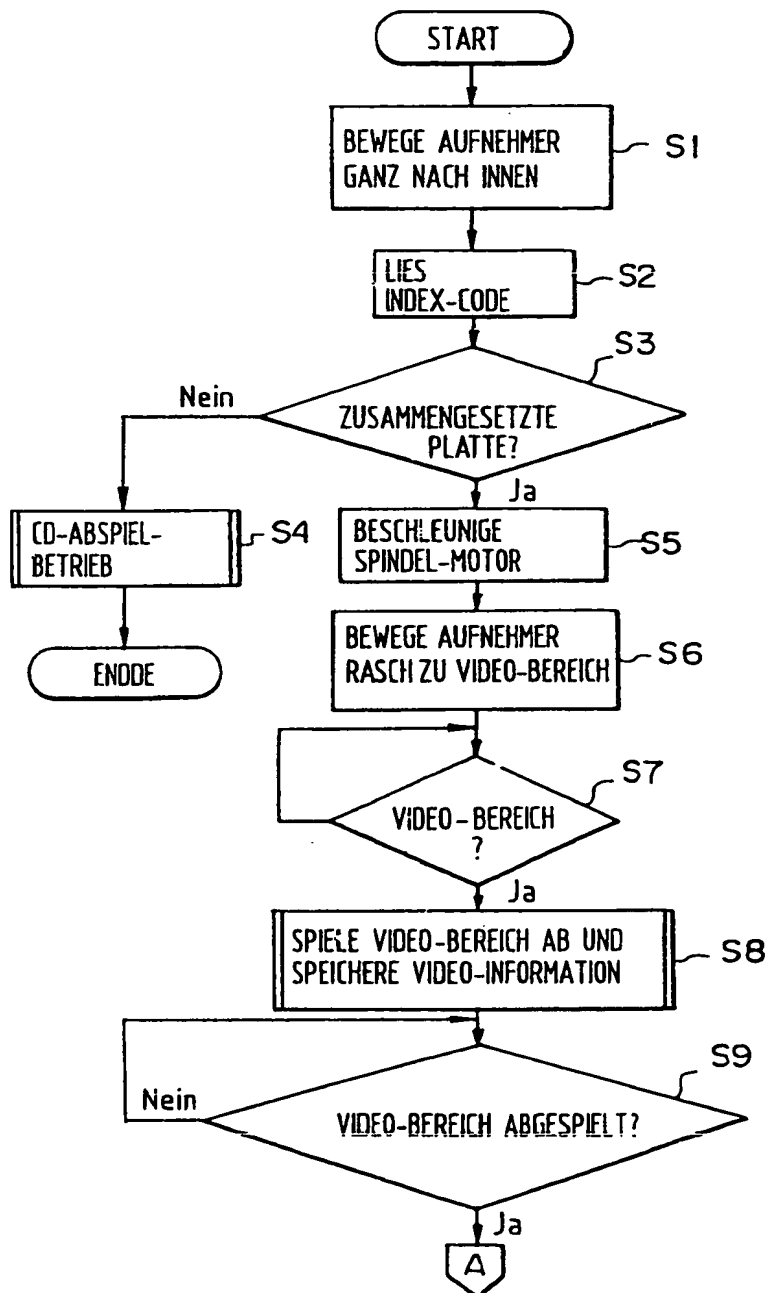 START
BEWEGE AUFNEHMER
GANZ NACH INNEN
S1
LIES
INDEX-CODE
S2
S3
Nein
ZUSAMMENGESETZTE
PLATTE?
Ja
CD-ABSPIEL-
BETRIEB
S4
BESCHLEUNIGE
SPINDEL-MOTOR
S5
ENDDE
BEWEGE AUFNEHMER
RASCH ZU VIDEO-BEREICH
S6
S7
VIDEO-BEREICH
?
Ja
SPIELE VIDEO-BEREICH AB UND
SPEICHERE VIDEO-INFORMATION
S8
S9
Nein
VIDEO-BEREICH ABGESPIELT?
Ja
A